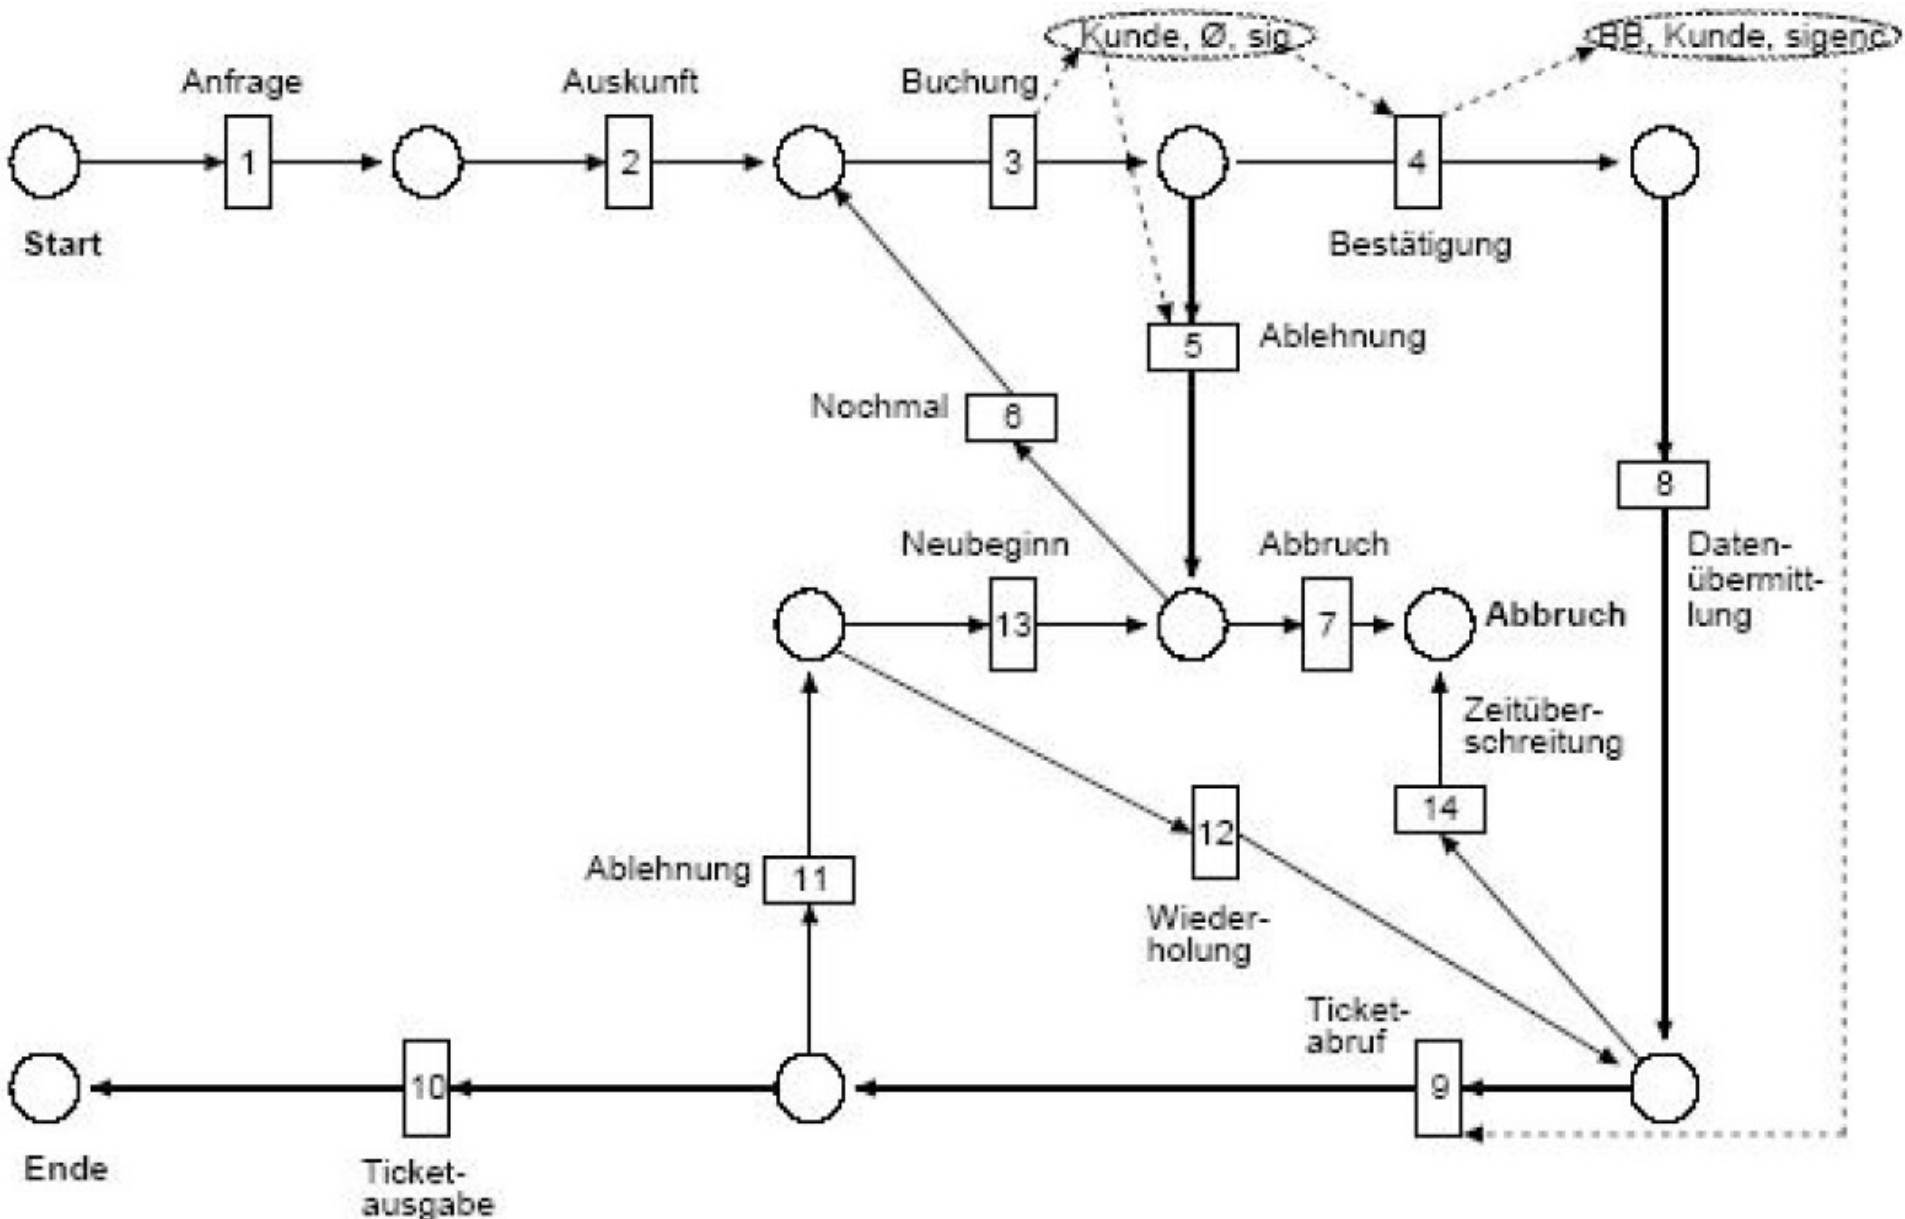 Kunde, Ø, sig
BB, Kunde, sigenc
Anfrage
Auskunft
Buchung
1
2
3
4
Start
Bestätigung
5
Ablehnung
Nochmal
6
8
Neubeginn
Abbruch
Daten-
übermitt-
lung
13
7
Abbruch
Zeitüber-
schreitung
12
14
Ablehnung
11
Wieder-
holung
Ticket-
abruf
10
9
Ende
Ticket-
ausgabe